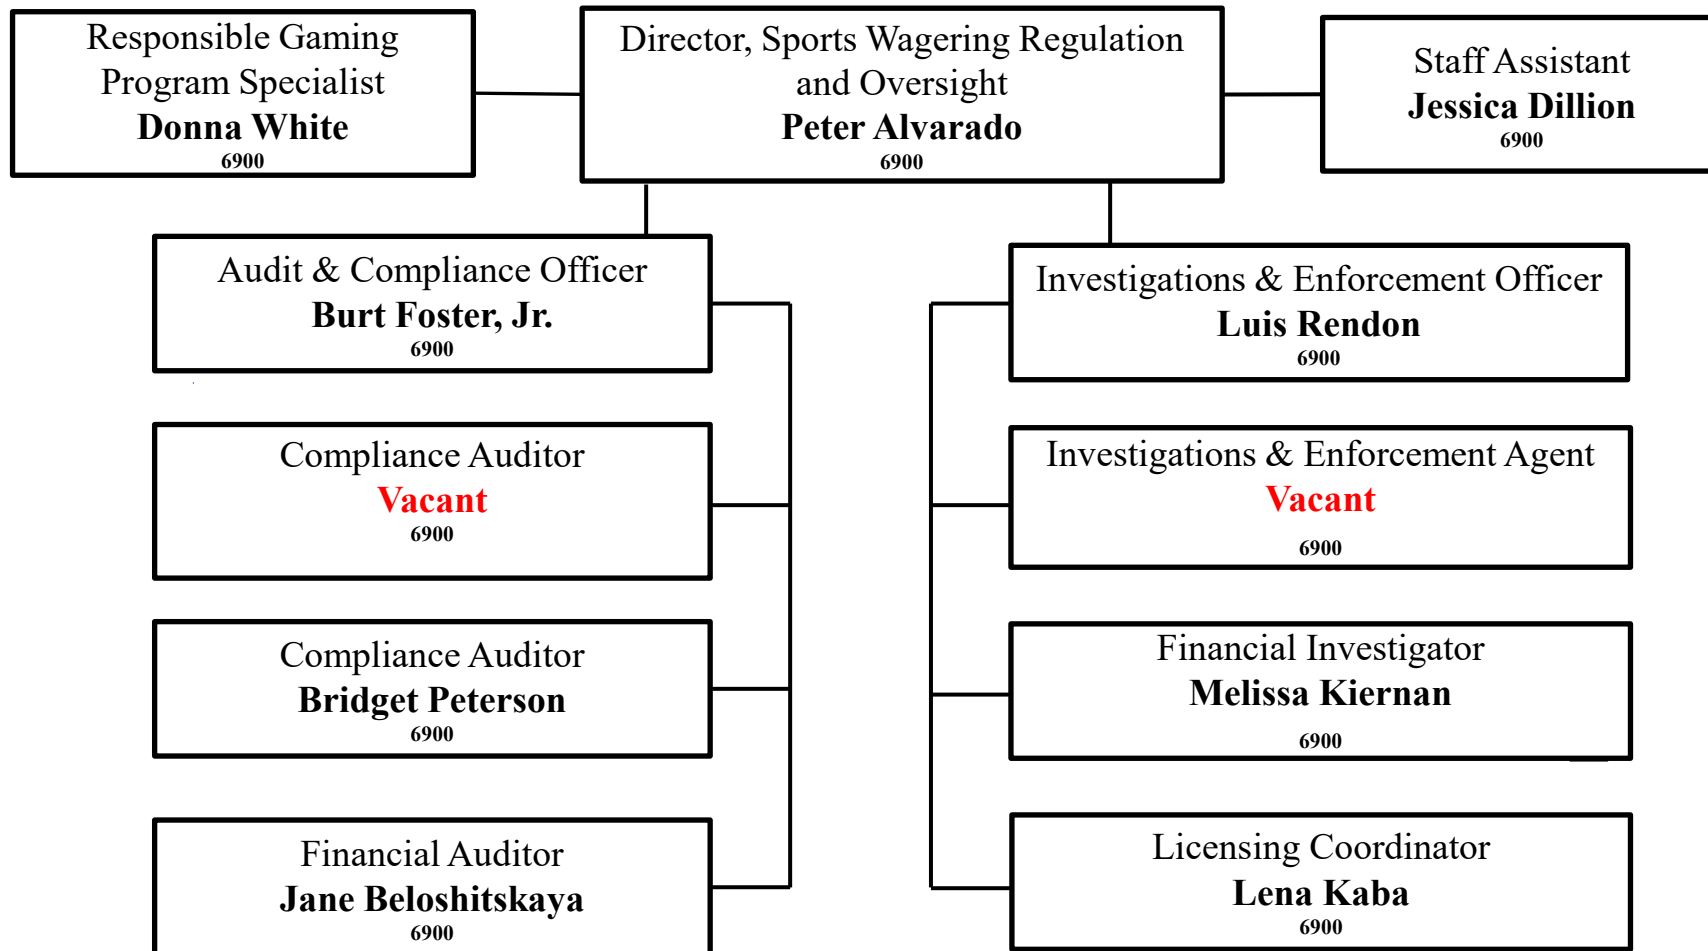 Responsible Gaming
Program Specialist
Donna White
6900
Director, Sports Wagering Regulation
and Oversight
Peter Alvarado
6900
Staff Assistant
Jessica Dillion
6900
Audit & Compliance Officer
Burt Foster, Jr.
6900
Compliance Auditor
Vacant
6900
Compliance Auditor
Bridget Peterson
6900
Financial Auditor
Jane Beloshitskaya
6900
Investigations & Enforcement Officer
Luis Rendon
6900
Investigations & Enforcement Agent
Vacant
6900
Financial Investigator
Melissa Kiernan
6900
Licensing Coordinator
Lena Kaba
6900